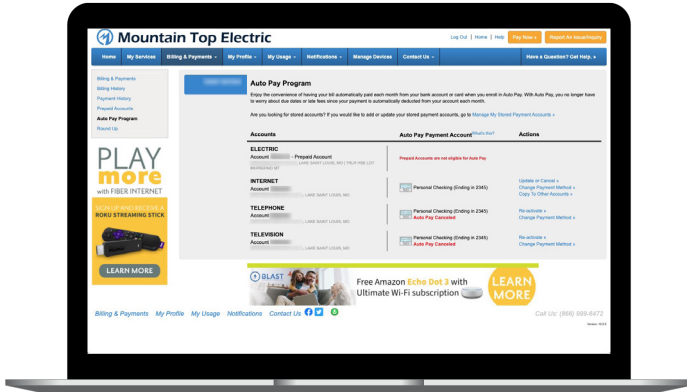 Mountain Top Electric
Log Out | Home | Help
Pay Now »
Report An Issue/Inquiry
Home
My Services
Billing & Payments
My Profile
My Usage
Notifications
Manage Devices
Contact Us
Have a Question? Get Help. »
Billing & Payments
Billing History
Payment History
Prepaid Accounts
Auto Pay Program
Round Up
Auto Pay Program
Enjoy the convenience of having your bill automatically paid each month from your bank account or card when you enroll in Auto Pay. With Auto Pay, you no longer have
to worry about due dates or late fees since your payment is automatically deducted from your account each month.
Are you looking for stored accounts? If you would like to add or update your stored payment accounts, go to Manage My Stored Payment Accounts »
Accounts
Auto Pay Payment Account What's this?
Actions
ELECTRIC
Account - Prepaid Account
, LAKE SAINT LOUIS, MO
Prepaid Accounts are not eligible for Auto Pay
INTERNET
Account
, LAKE SAINT LOUIS, MO
Personal Checking (Ending in 2345)
Update or Cancel »
Change Payment Method »
Copy To Other Accounts »
TELEPHONE
Account
, LAKE SAINT LOUIS, MO
Personal Checking (Ending in 2345)
Auto Pay Canceled
Re-activate »
Change Payment Method »
TELEVISION
Account
, LAKE SAINT LOUIS, MO
Personal Checking (Ending in 2345)
Auto Pay Canceled
Re-activate »
Change Payment Method »
PLAY
more
with FIBER INTERNET
SIGN UP AND RECEIVE A
ROKU STREAMING STICK
LEARN MORE
BLAST
Free Amazon Echo Dot 3 with
Ultimate Wi-Fi subscription
LEARN
MORE
Billing & Payments My Profile My Usage Notifications Contact Us
Call Us: (866) 999-6472